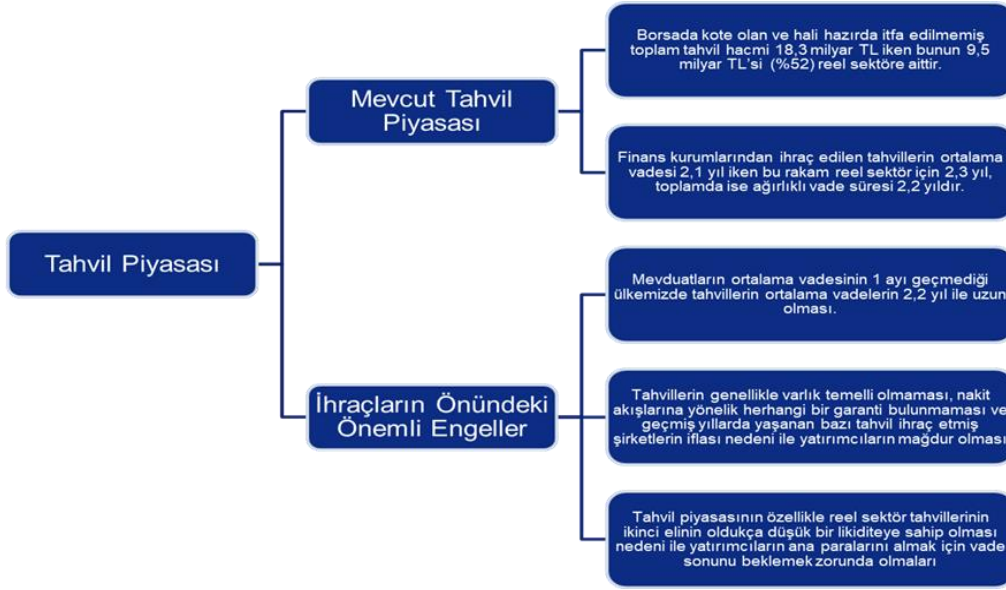 Tahvil Piyasası
Mevcut Tahvil
Piyasası
Borsada kote olan ve hali hazırda itfa edilmemiş
toplam tahvil hacmi 18,3 milyar TL iken bunun 9,5
milyar TL'si (%52) reel sektöre aittir.
Finans kurumlarından ihraç edilen tahvillerin ortalama
vadesi 2,1 yıl iken bu rakam reel sektör için 2,3 yıl,
toplamda ise ağırlıklı vade süresi 2,2 yıldır.
İhraçların Önündeki
Önemli Engeller
Mevduatların ortalama vadesinin 1 ayı geçmediği
ülkemizde tahvillerin ortalama vadelerin 2,2 yıl ile uzun
olması.
Tahvillerin genellikle varlık temelli olmaması, nakit
akışlarına yönelik herhangi bir garanti bulunmaması ve
geçmiş yıllarda yaşanan bazı tahvil ihraç etmiş
şirketlerin iflası nedeni ile yatırımcıların mağdur olması
Tahvil piyasasının özellikle reel sektör tahvillerinin
ikinci elinin oldukça düşük bir likiditeye sahip olması
nedeni ile yatırımcıların ana paralarını almak için vade
sonunu beklemek zorunda olmaları